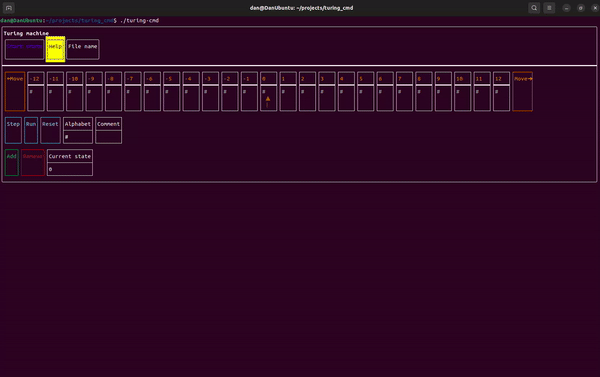 dan@DanUbuntu: ~/projects/turing_cmd
dan@DanUbuntu:~/projects/turing_cmd$ ./turing-cmd
Turing machine
Help File name
←Move -12 -11 -10 -9 -8 -7 -6 -5 -4 -3 -2 -1 0 1 2 3 4 5 6 7 8 9 10 11 12 Move→
# # # # # # # # # # # # # # # # # # # # # # # # #
Step Run Reset Alphabet Comment
#
Add Remove Current state
0